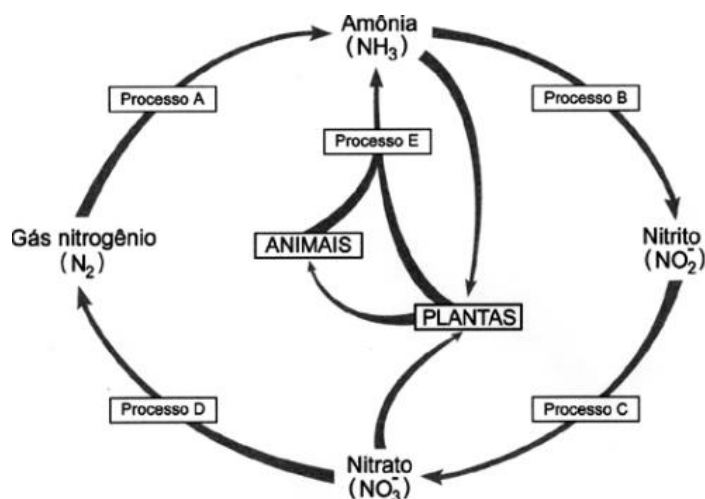 Amônia
(NH₃)
Processo A
Processo B
Processo E
Gás nitrogênio
(N₂)
ANIMAIS
Nitrito
(NO₂⁻)
PLANTAS
Processo D
Processo C
Nitrato
(NO₃⁻)